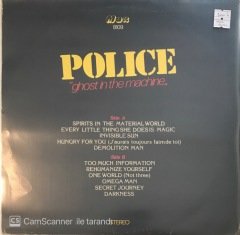 5109
POLICE
"ghost in the machine"
Side A
SPIRITS IN THE MATERIAL WORLD
EVERY LITTLE THING SHE DOES IS MAGIC
INVISIBLE SUN
HUNGRY FOR YOU (J'aurais toujours faim de toi)
DEMOLITION MAN
Side B
TOO MUCH INFORMATION
REHUMANIZE YOURSELF
ONE WORLD (Not three)
OMEGA MAN
SECRET JOURNEY
DARKNESS
STEREO
CS CamScanner ile tarandı